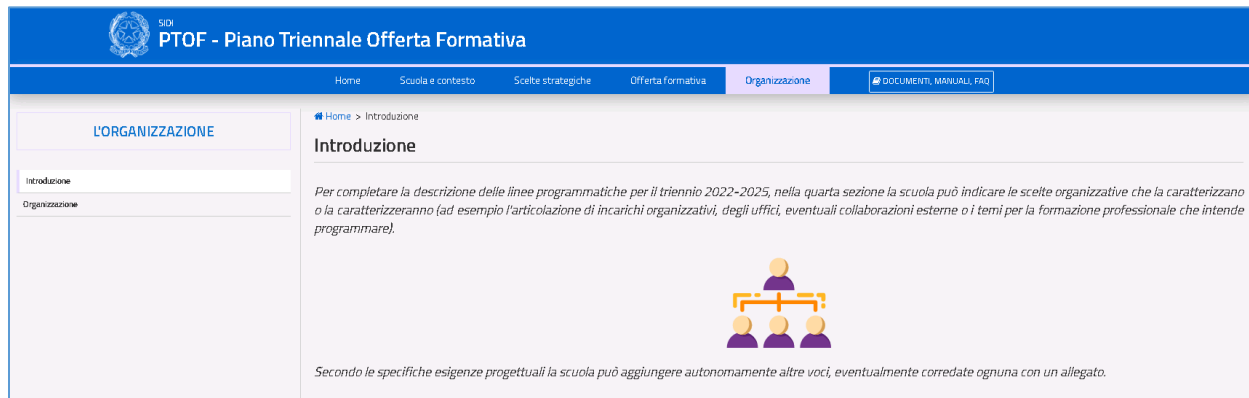 SIDI
PTOF - Piano Triennale Offerta Formativa
Home Scuola e contesto Scelte strategiche Offerta formativa Organizzazione DOCUMENTI, MANUALI, FAQ
L'ORGANIZZAZIONE
Introduzione
Organizzazione
Home > Introduzione
Introduzione
Per completare la descrizione delle linee programmatiche per il triennio 2022-2025, nella quarta sezione la scuola può indicare le scelte organizzative che la caratterizzano
o la caratterizzeranno (ad esempio l'articolazione di incarichi organizzativi, degli uffici, eventuali collaborazioni esterne o i temi per la formazione professionale che intende
programmare).
Secondo le specifiche esigenze progettuali la scuola può aggiungere autonomamente altre voci, eventualmente corredate ognuna con un allegato.